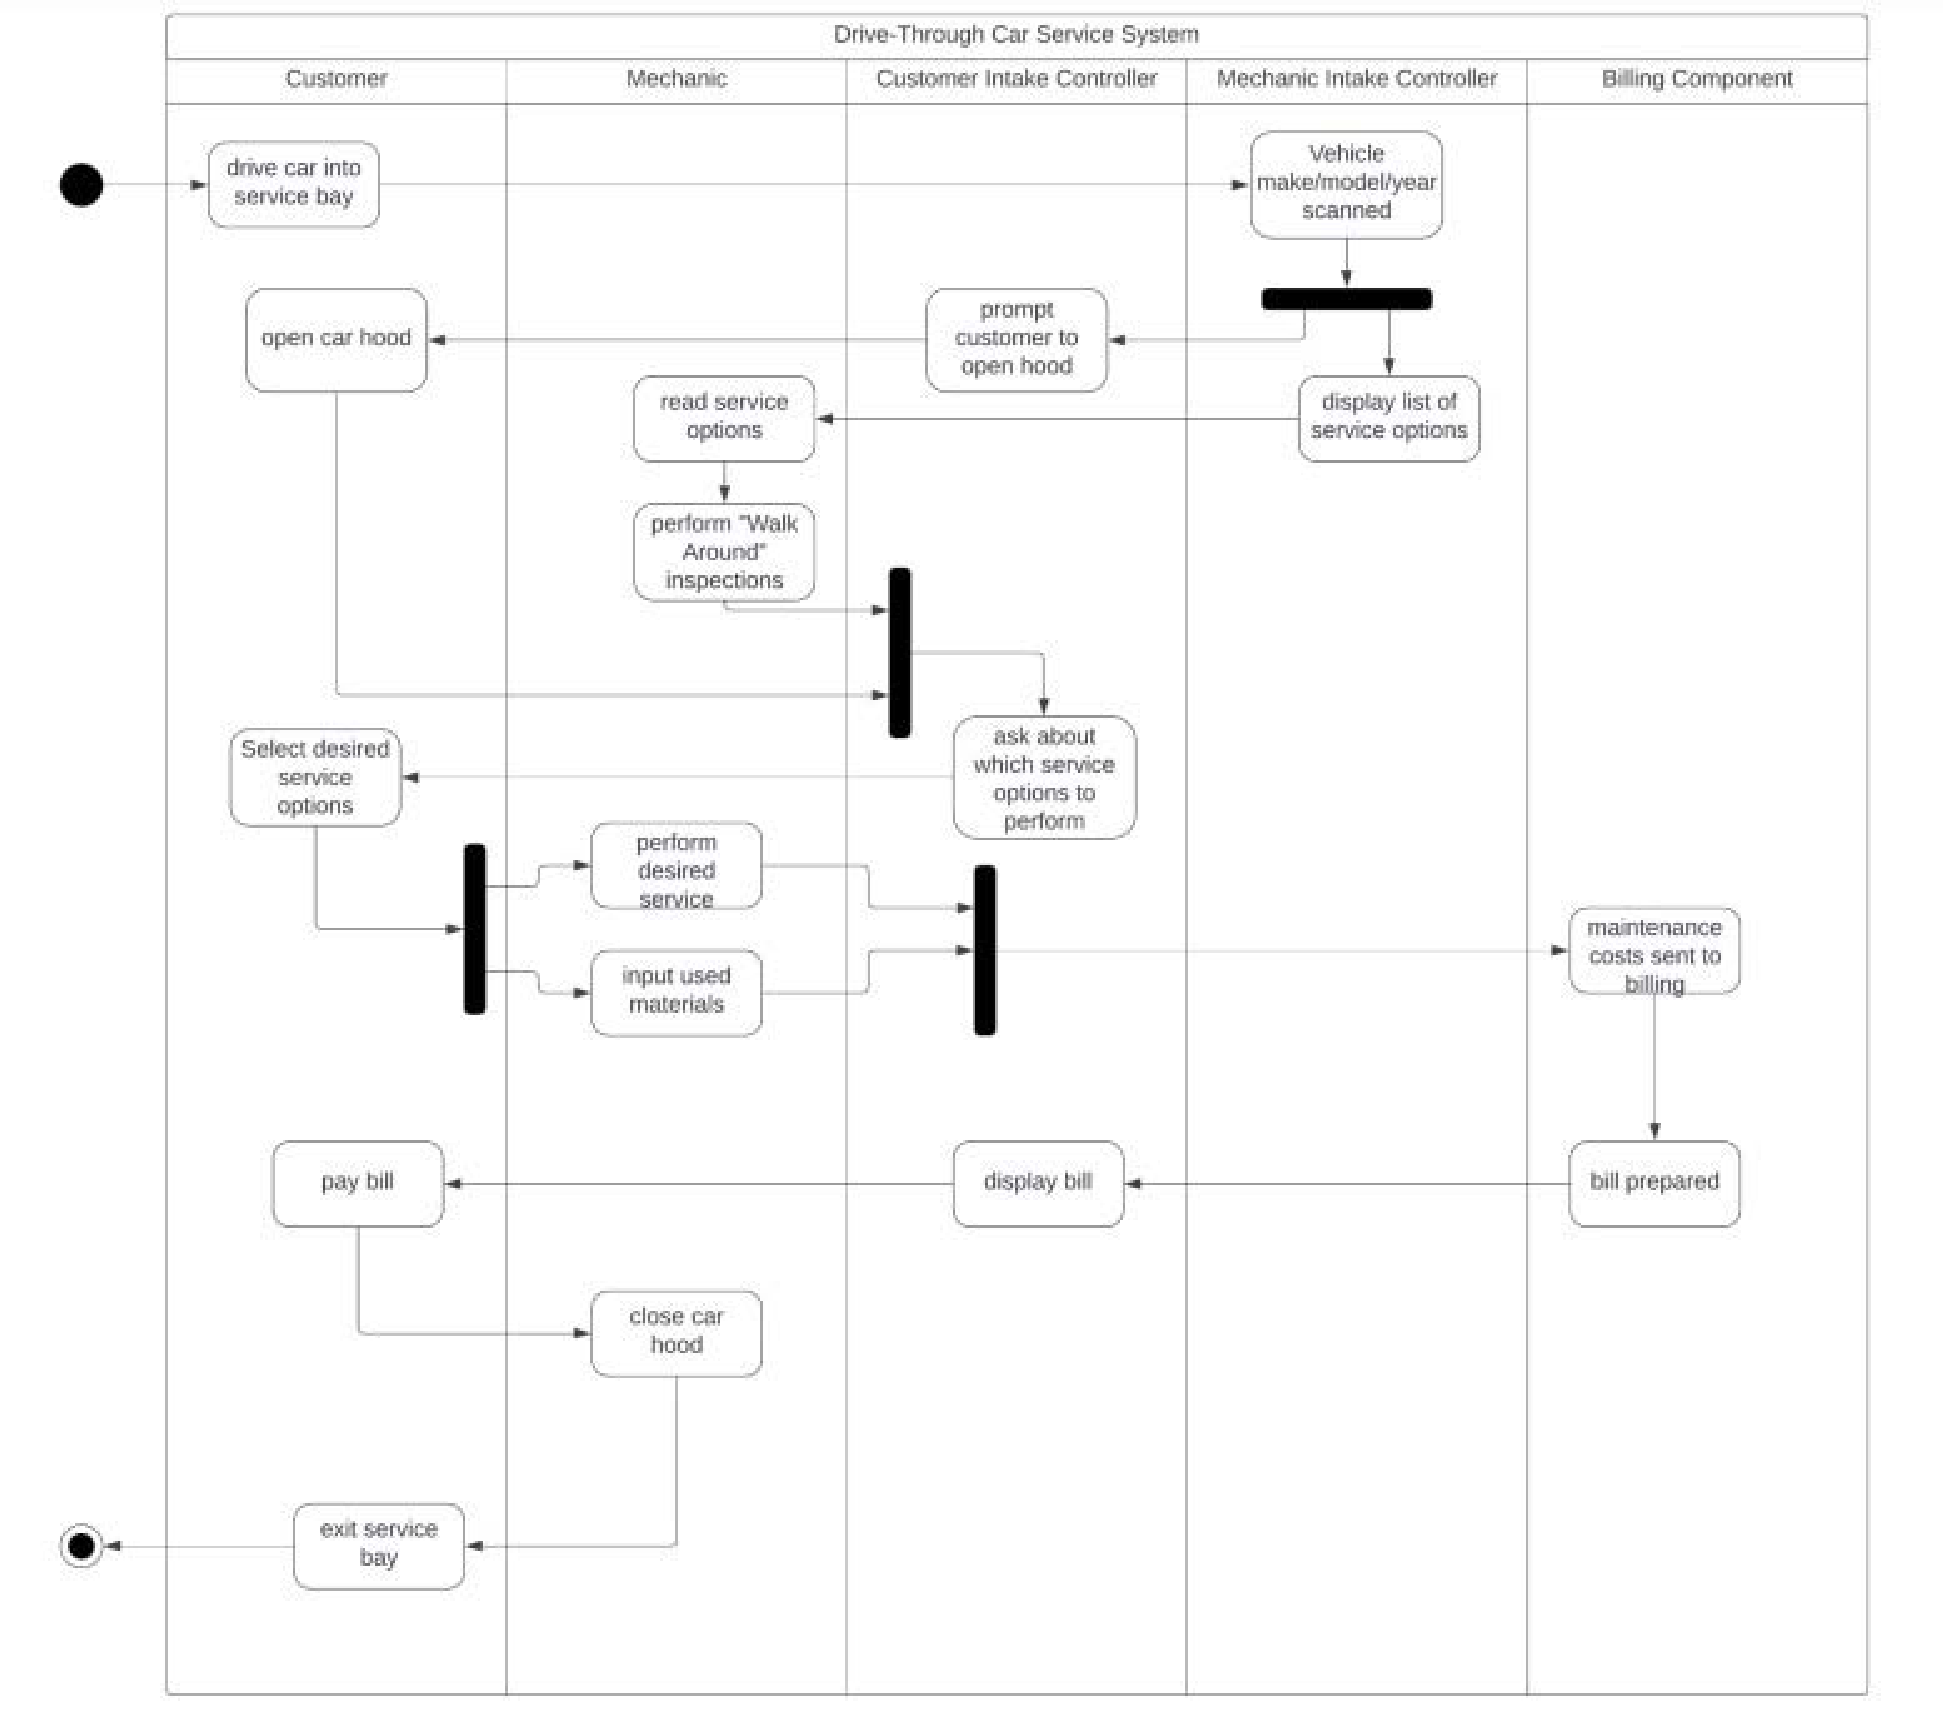 Drive-Through Car Service System
Customer
Mechanic
Customer Intake Controller
Mechanic Intake Controller
Billing Component
drive car into
service bay
Vehicle
make/model/year
scanned
open car hood
prompt
customer to
open hood
read service
options
display list of
service options
perform "Walk
Around"
inspections
Select desired
service
options
ask about
which service
options to
perform
perform
desired
service
input used
materials
maintenance
costs sent to
billing
pay bill
display bill
bill prepared
close car
hood
exit service
bay